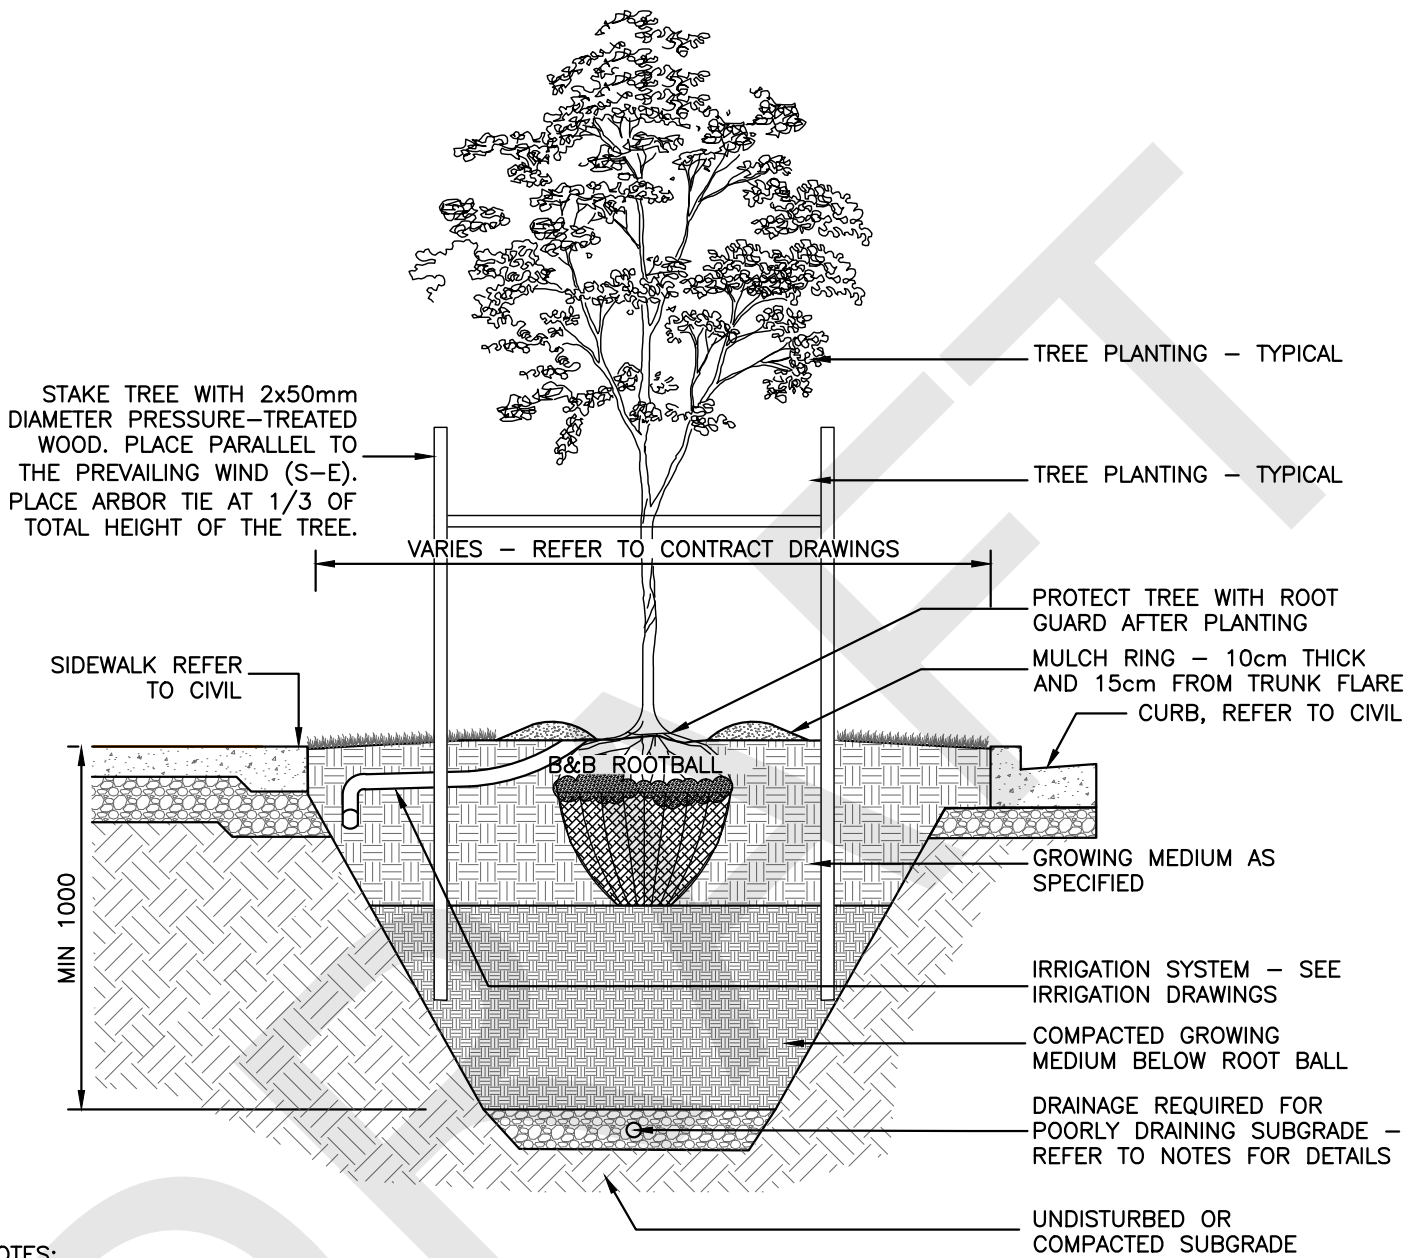 TREE PLANTING – TYPICAL
STAKE TREE WITH 2x50mm
DIAMETER PRESSURE–TREATED
WOOD. PLACE PARALLEL TO
THE PREVAILING WIND (S–E).
PLACE ARBOR TIE AT 1/3 OF
TOTAL HEIGHT OF THE TREE.
TREE PLANTING – TYPICAL
VARIES – REFER TO CONTRACT DRAWINGS
PROTECT TREE WITH ROOT
GUARD AFTER PLANTING
SIDEWALK REFER
TO CIVIL
MULCH RING – 10cm THICK
AND 15cm FROM TRUNK FLARE
CURB, REFER TO CIVIL
B&B ROOTBALL
GROWING MEDIUM AS
SPECIFIED
MIN 1000
IRRIGATION SYSTEM – SEE
IRRIGATION DRAWINGS
COMPACTED GROWING
MEDIUM BELOW ROOT BALL
DRAINAGE REQUIRED FOR
POORLY DRAINING SUBGRADE –
REFER TO NOTES FOR DETAILS
UNDISTURBED OR
COMPACTED SUBGRADE
OTES:
DRAFT